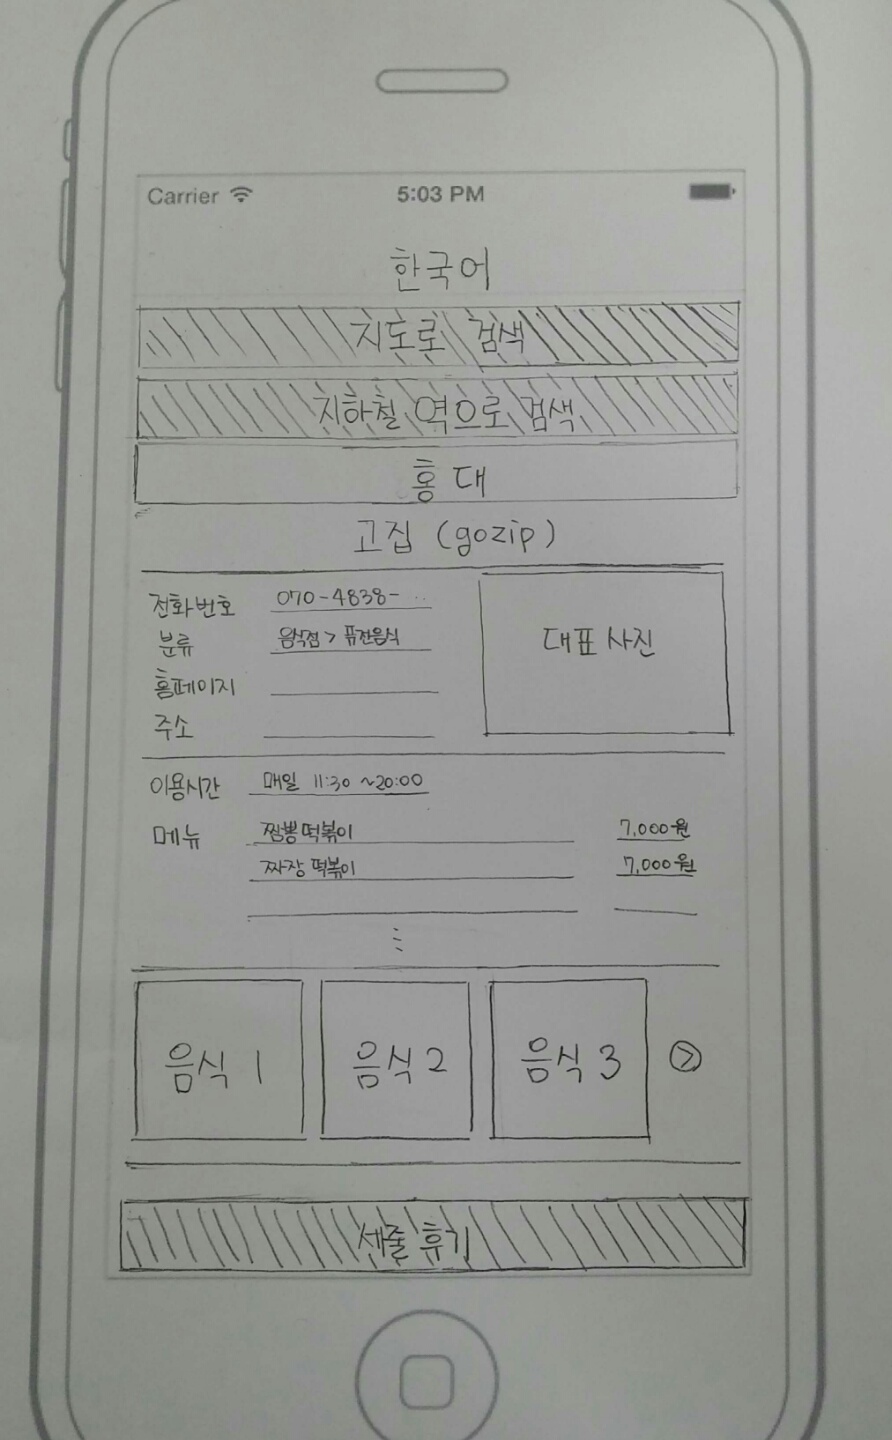 Carrier 5:03 PM
한국어
지도로 검색
지하철 역으로 검색
홍대
고집 (gozip)
전화번호 070-4838-..
분류 음식점 > 퓨전음식
홈페이지
주소
대표 사진
이용시간 매일 11:30 ~20:00
메뉴 짬뽕떡볶이 7,000원
짜장떡볶이 7,000원
음식 1 음식 2 음식 3 >
세줄 후기